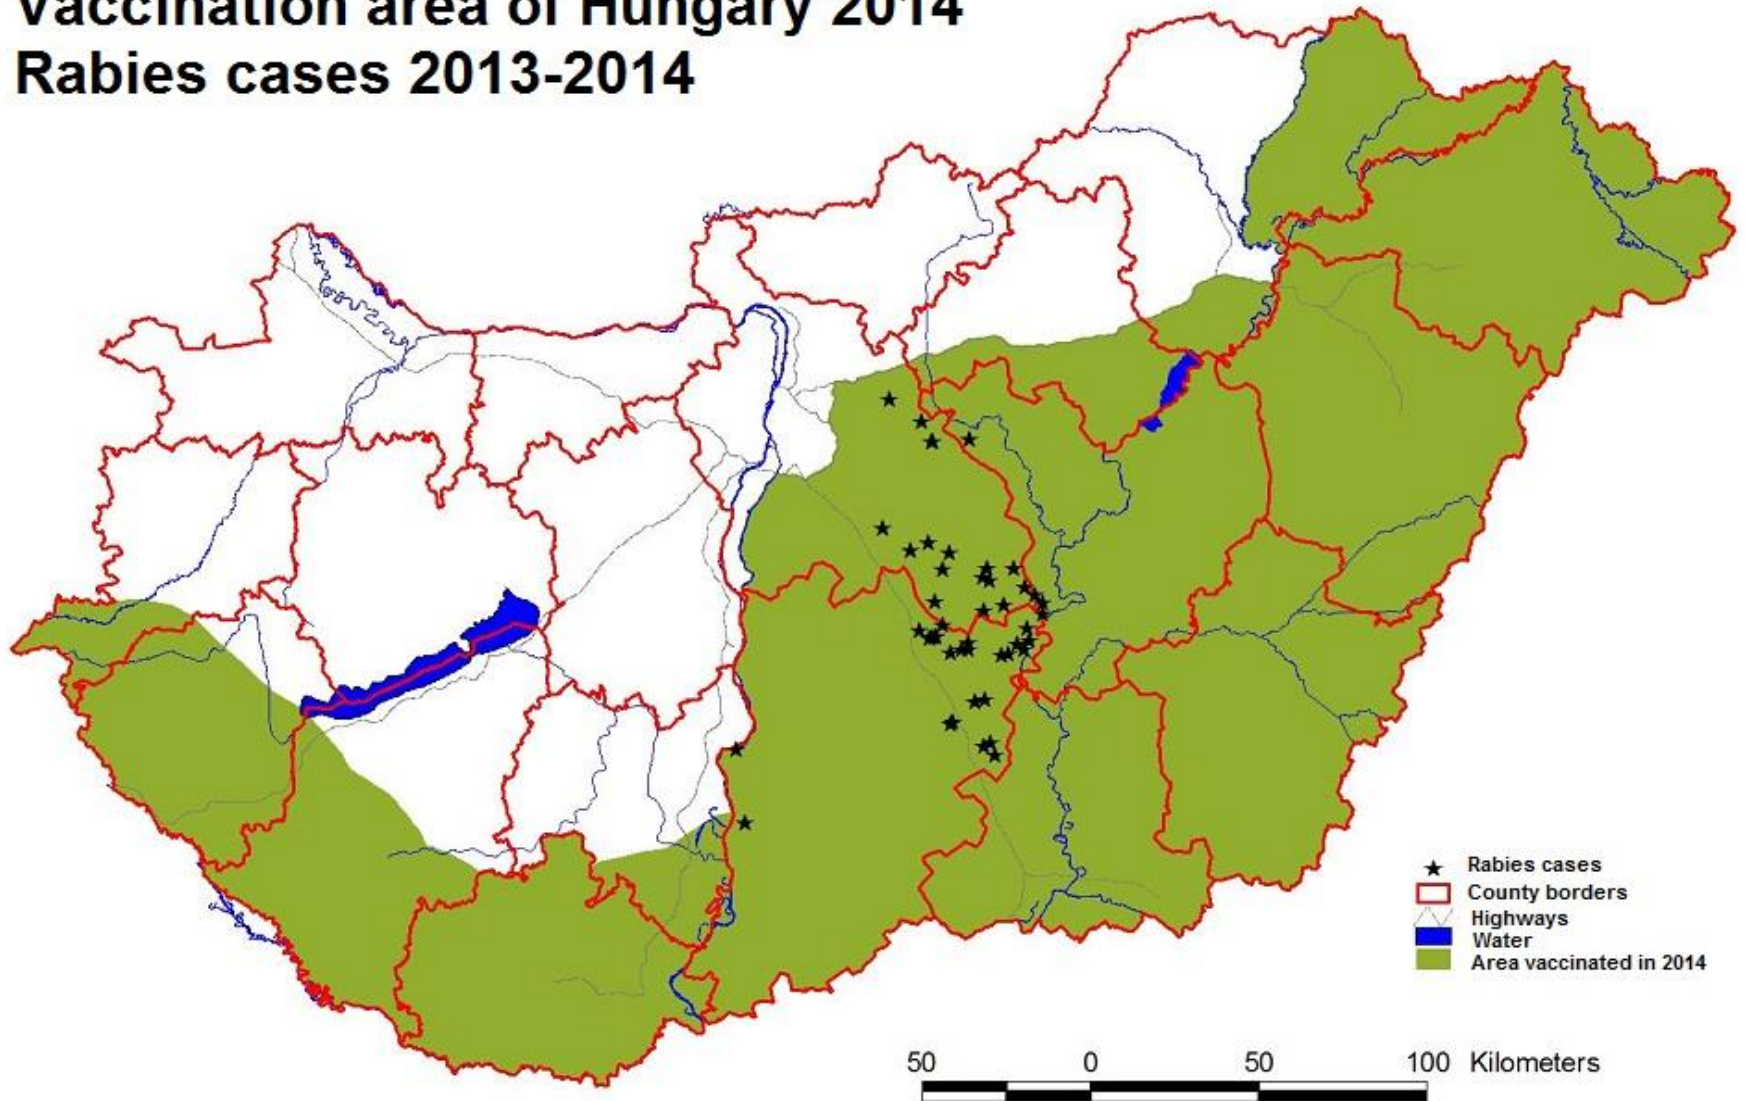 Vaccination area of Hungary 2014
Rabies cases 2013-2014
Rabies cases
County borders
Highways
Water
Area vaccinated in 2014
50 0 50 100 Kilometers